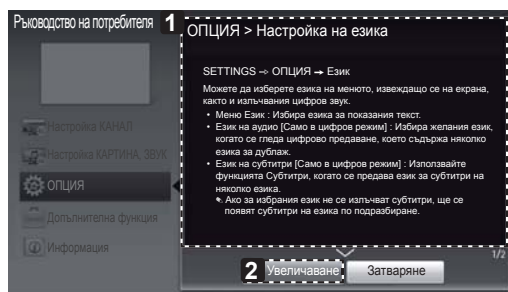 Ръководство на потребителя
1
ОПЦИЯ > Настройка на езика
SETTINGS ➾ ОПЦИЯ ➙ Език
Можете да изберете езика на менюто, извеждащо се на екрана,
както и излъчвания цифров звук.
• Меню Език : Избира езика за показания текст.
• Език на аудио [Само в цифров режим] : Избира желания език,
когато се гледа цифрово предаване, което съдържа няколко
езика за дублаж.
• Език на субтитри [Само в цифров режим] : Използвайте
функцията Субтитри, когато се предава език за субтитри на
няколко езика.
Ако за избрания език не се излъчват субтитри, ще се
появят субтитри на езика по подразбиране.
Настройка КАНАЛ
Настройка КАРТИНА, ЗВУК
ОПЦИЯ
Допълнителна функция
Информация
1/2
2
Увеличаване
Затваряне